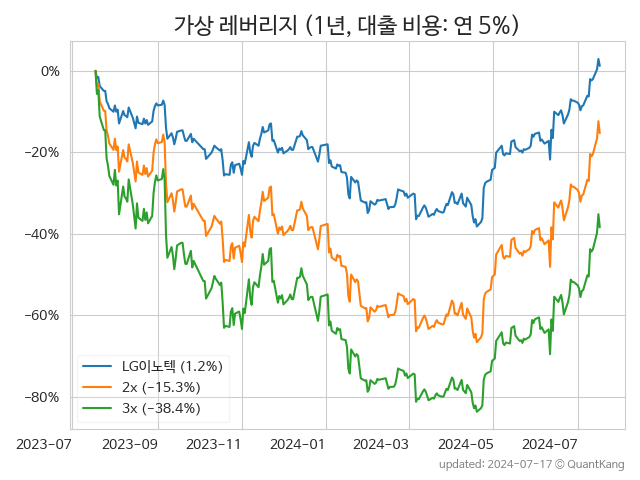 가상 레버리지 (1년, 대출 비용: 연 5%)
0%
−20%
−40%
−60%
−80%
LG이노텍 (1.2%)
2x (−15.3%)
3x (−38.4%)
2023-07 2023-09 2023-11 2024-01 2024-03 2024-05 2024-07
updated: 2024-07-17 © QuantKang